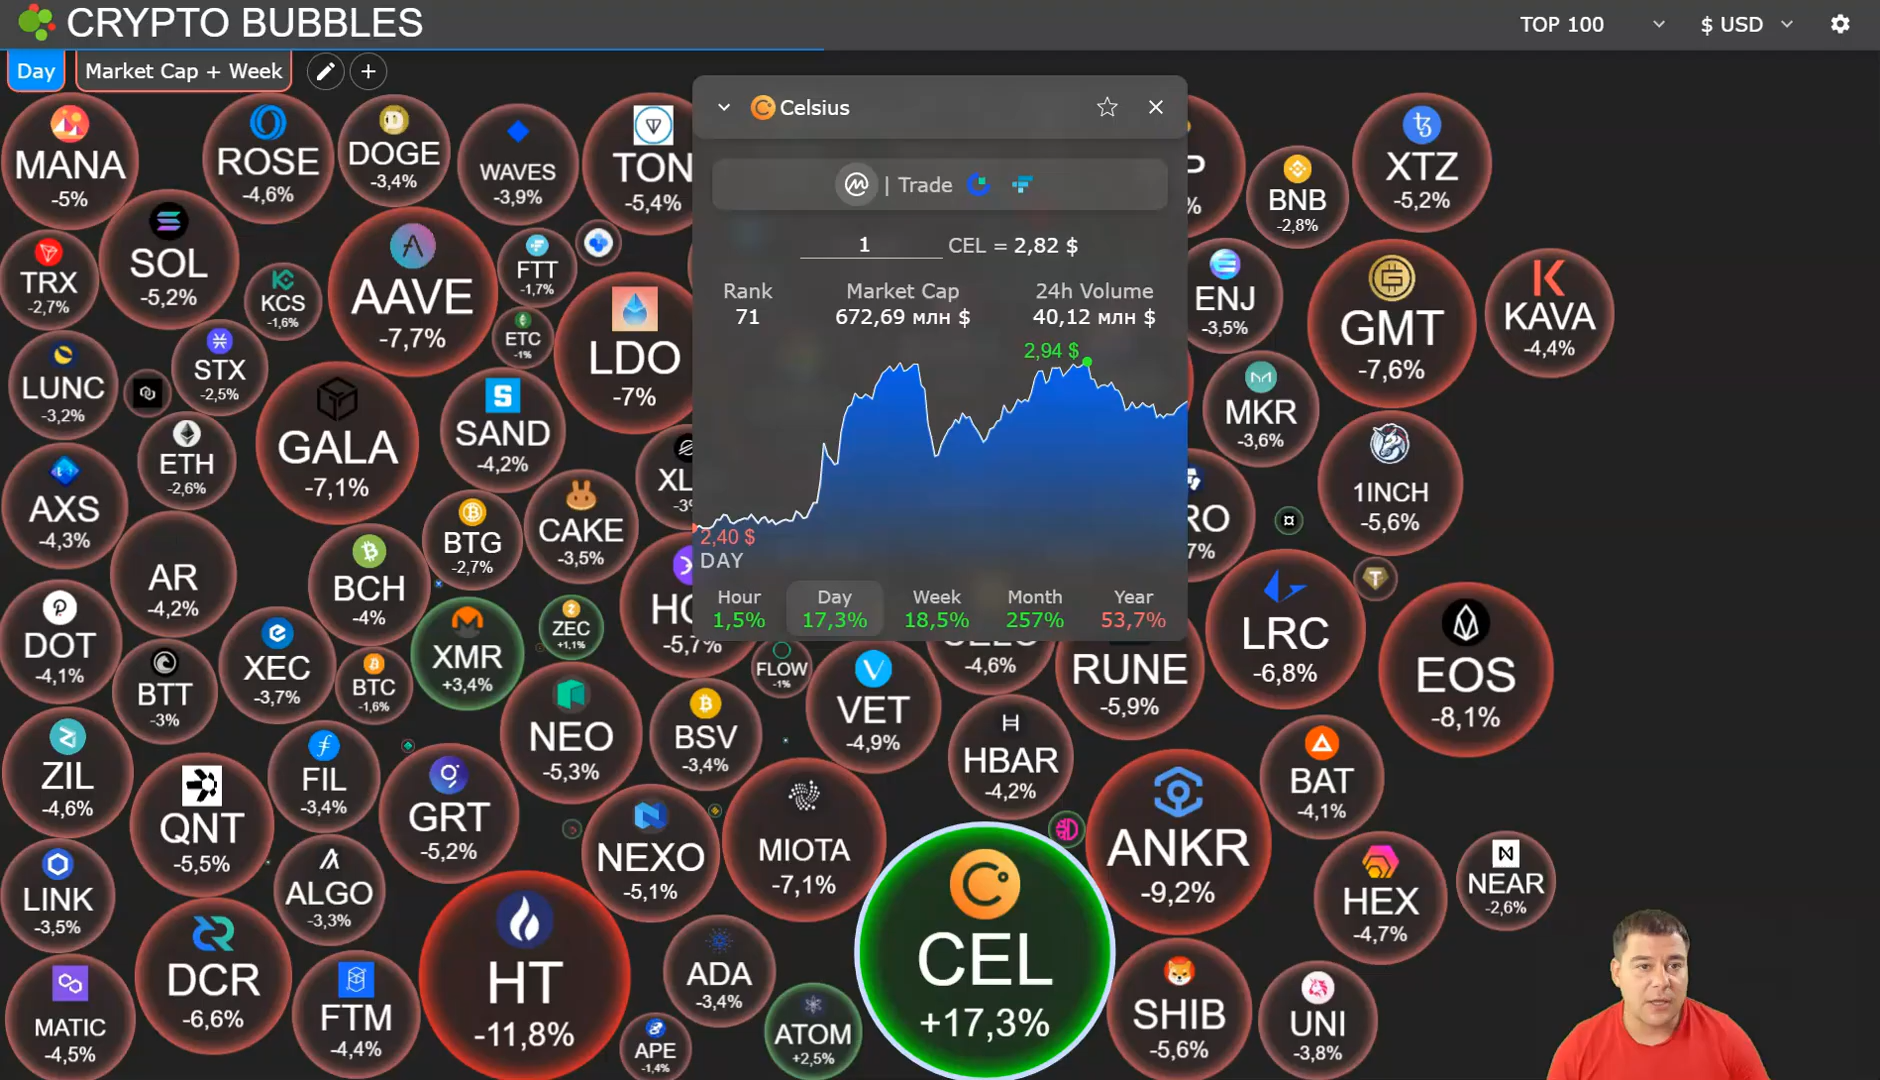 CRYPTO BUBBLES
TOP 100
$ USD
Day
Market Cap + Week
MANA
-5%
ROSE
-4,6%
DOGE
-3,4%
WAVES
-3,9%
TON
-5,4%
SOL
-5,2%
TRX
-2,7%
KCS
-1,6%
AAVE
-7,7%
FTT
-1,7%
ETC
-1%
LDO
-7%
LUNC
-3,2%
STX
-2,5%
ETH
-2,6%
GALA
-7,1%
SAND
-4,2%
AXS
-4,3%
AR
-4,2%
BCH
-4%
BTG
-2,7%
CAKE
-3,5%
DOT
-4,1%
BTT
-3%
XEC
-3,7%
BTC
-1,6%
XMR
+3,4%
ZEC
+1,1%
-5,7%
FLOW
-1%
NEO
-5,3%
BSV
-3,4%
VET
-4,9%
ZIL
-4,6%
QNT
-5,5%
FIL
-3,4%
GRT
-5,2%
LINK
-3,5%
ALGO
-3,3%
NEXO
-5,1%
MIOTA
-7,1%
MATIC
-4,5%
DCR
-6,6%
FTM
-4,4%
HT
-11,8%
APE
-1,4%
ADA
-3,4%
ATOM
+2,5%
CEL
+17,3%
Celsius
| Trade
1 CEL = 2,82 $
Rank Market Cap 24h Volume
71 672,69 млн $ 40,12 млн $
2,94 $
2,40 $
DAY
Hour Day Week Month Year
1,5% 17,3% 18,5% 257% 53,7%
BNB
-2,8%
XTZ
-5,2%
ENJ
-3,5%
GMT
-7,6%
KAVA
-4,4%
MKR
-3,6%
1INCH
-5,6%
LRC
-6,8%
EOS
-8,1%
-4,6%
RUNE
-5,9%
HBAR
-4,2%
ANKR
-9,2%
BAT
-4,1%
HEX
-4,7%
NEAR
-2,6%
SHIB
-5,6%
UNI
-3,8%